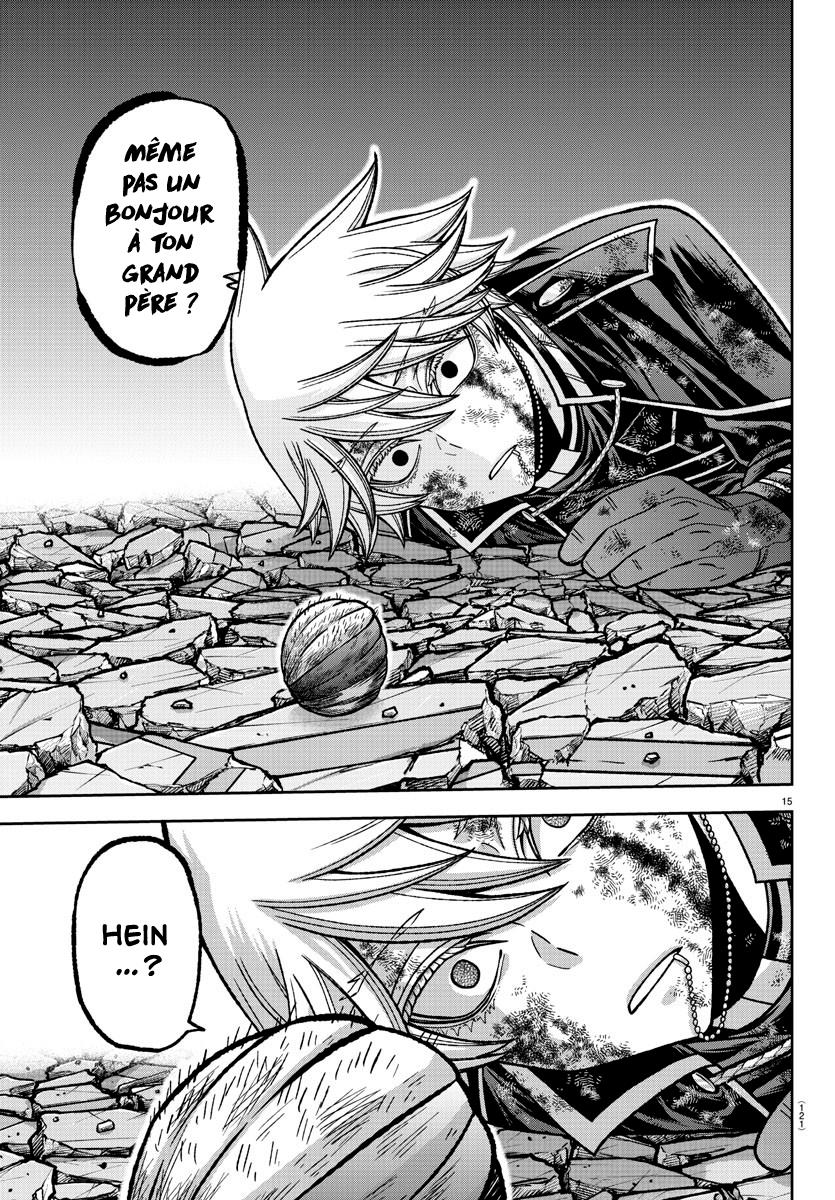 MÊME
PAS UN
BONJOUR
À TON
GRAND
PÈRE ?
15
HEIN
...?
(121)